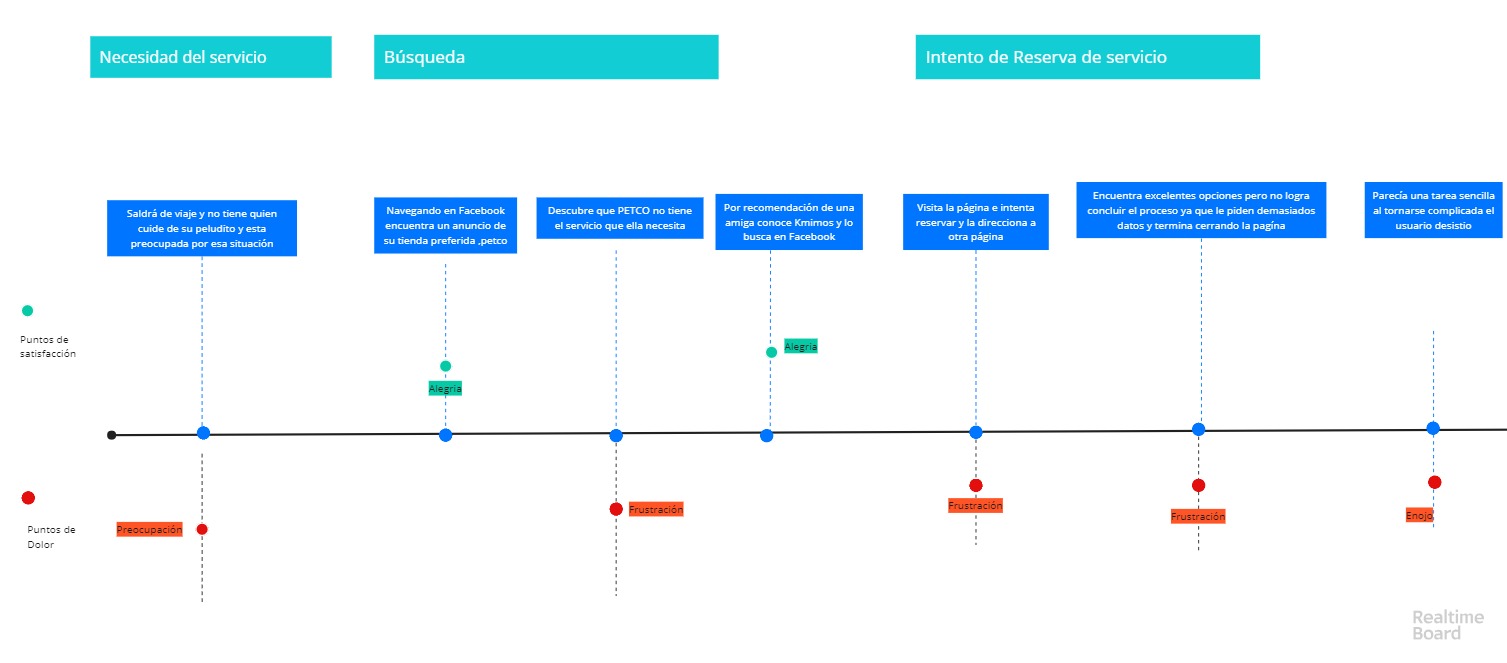 Necesidad del servicio
Búsqueda
Intento de Reserva de servicio
Saldrá de viaje y no tiene quien
cuide de su peludito y esta
preocupada por esa situación
Navegando en Facebook
encuentra un anuncio de
su tienda preferida ,petco
Descubre que PETCO no tiene
el servicio que ella necesita
Por recomendación de una
amiga conoce Kmimos y lo
busca en Facebook
Visita la página e intenta
reservar y la direcciona a
otra página
Encuentra excelentes opciones pero no logra
concluir el proceso ya que le piden demasiados
datos y termina cerrando la pagína
Parecía una tarea sencilla
al tornarse complicada el
usuario desistio
Puntos de
satisfacción
Alegria
Alegria
Puntos de
Dolor
Preocupación
Frustración
Frustración
Frustración
Enojo
Realtime
Board